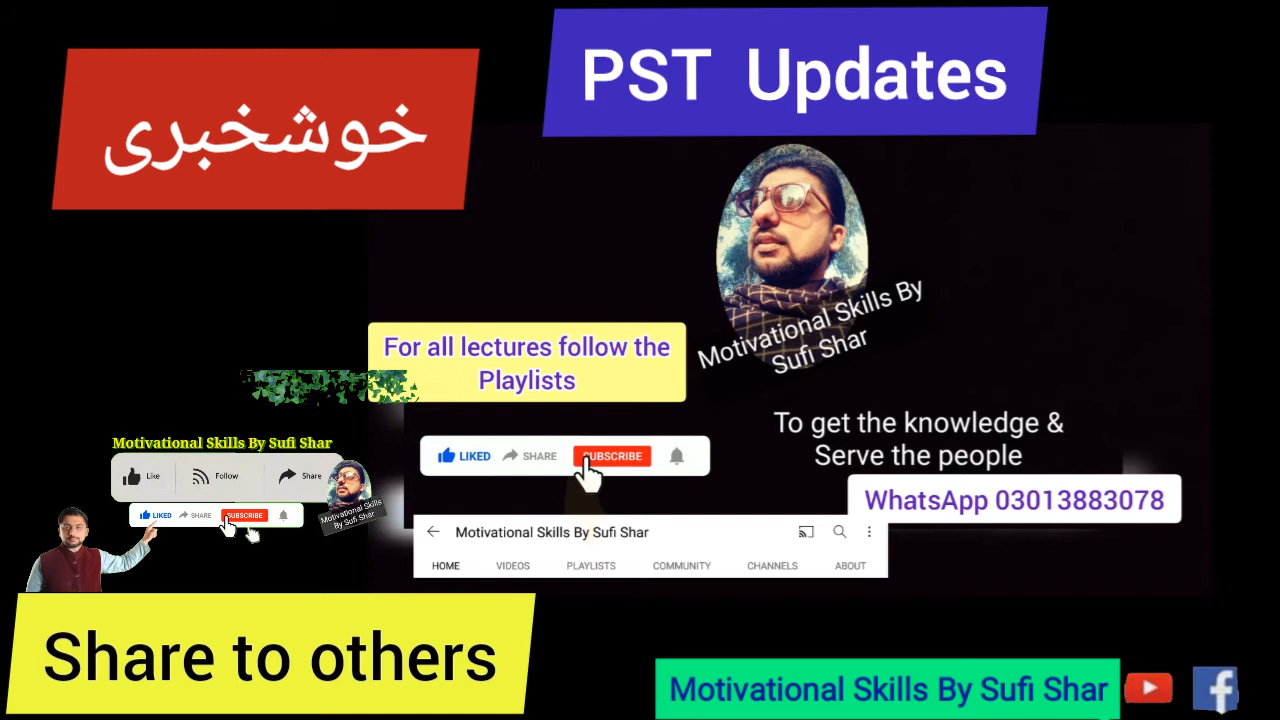 PST Updates
خوشخبری
Motivational Skills By
Sufi Shar
For all lectures follow the
Playlists
To get the knowledge &
Serve the people
WhatsApp 03013883078
LIKED SHARE SUBSCRIBE
Motivational Skills By Sufi Shar
HOME VIDEOS PLAYLISTS COMMUNITY CHANNELS ABOUT
Motivational Skills By Sufi Shar
Like Follow Share
LIKED SHARE SUBSCRIBE
Motivational Skills
By Sufi Shar
Share to others
Motivational Skills By Sufi Shar